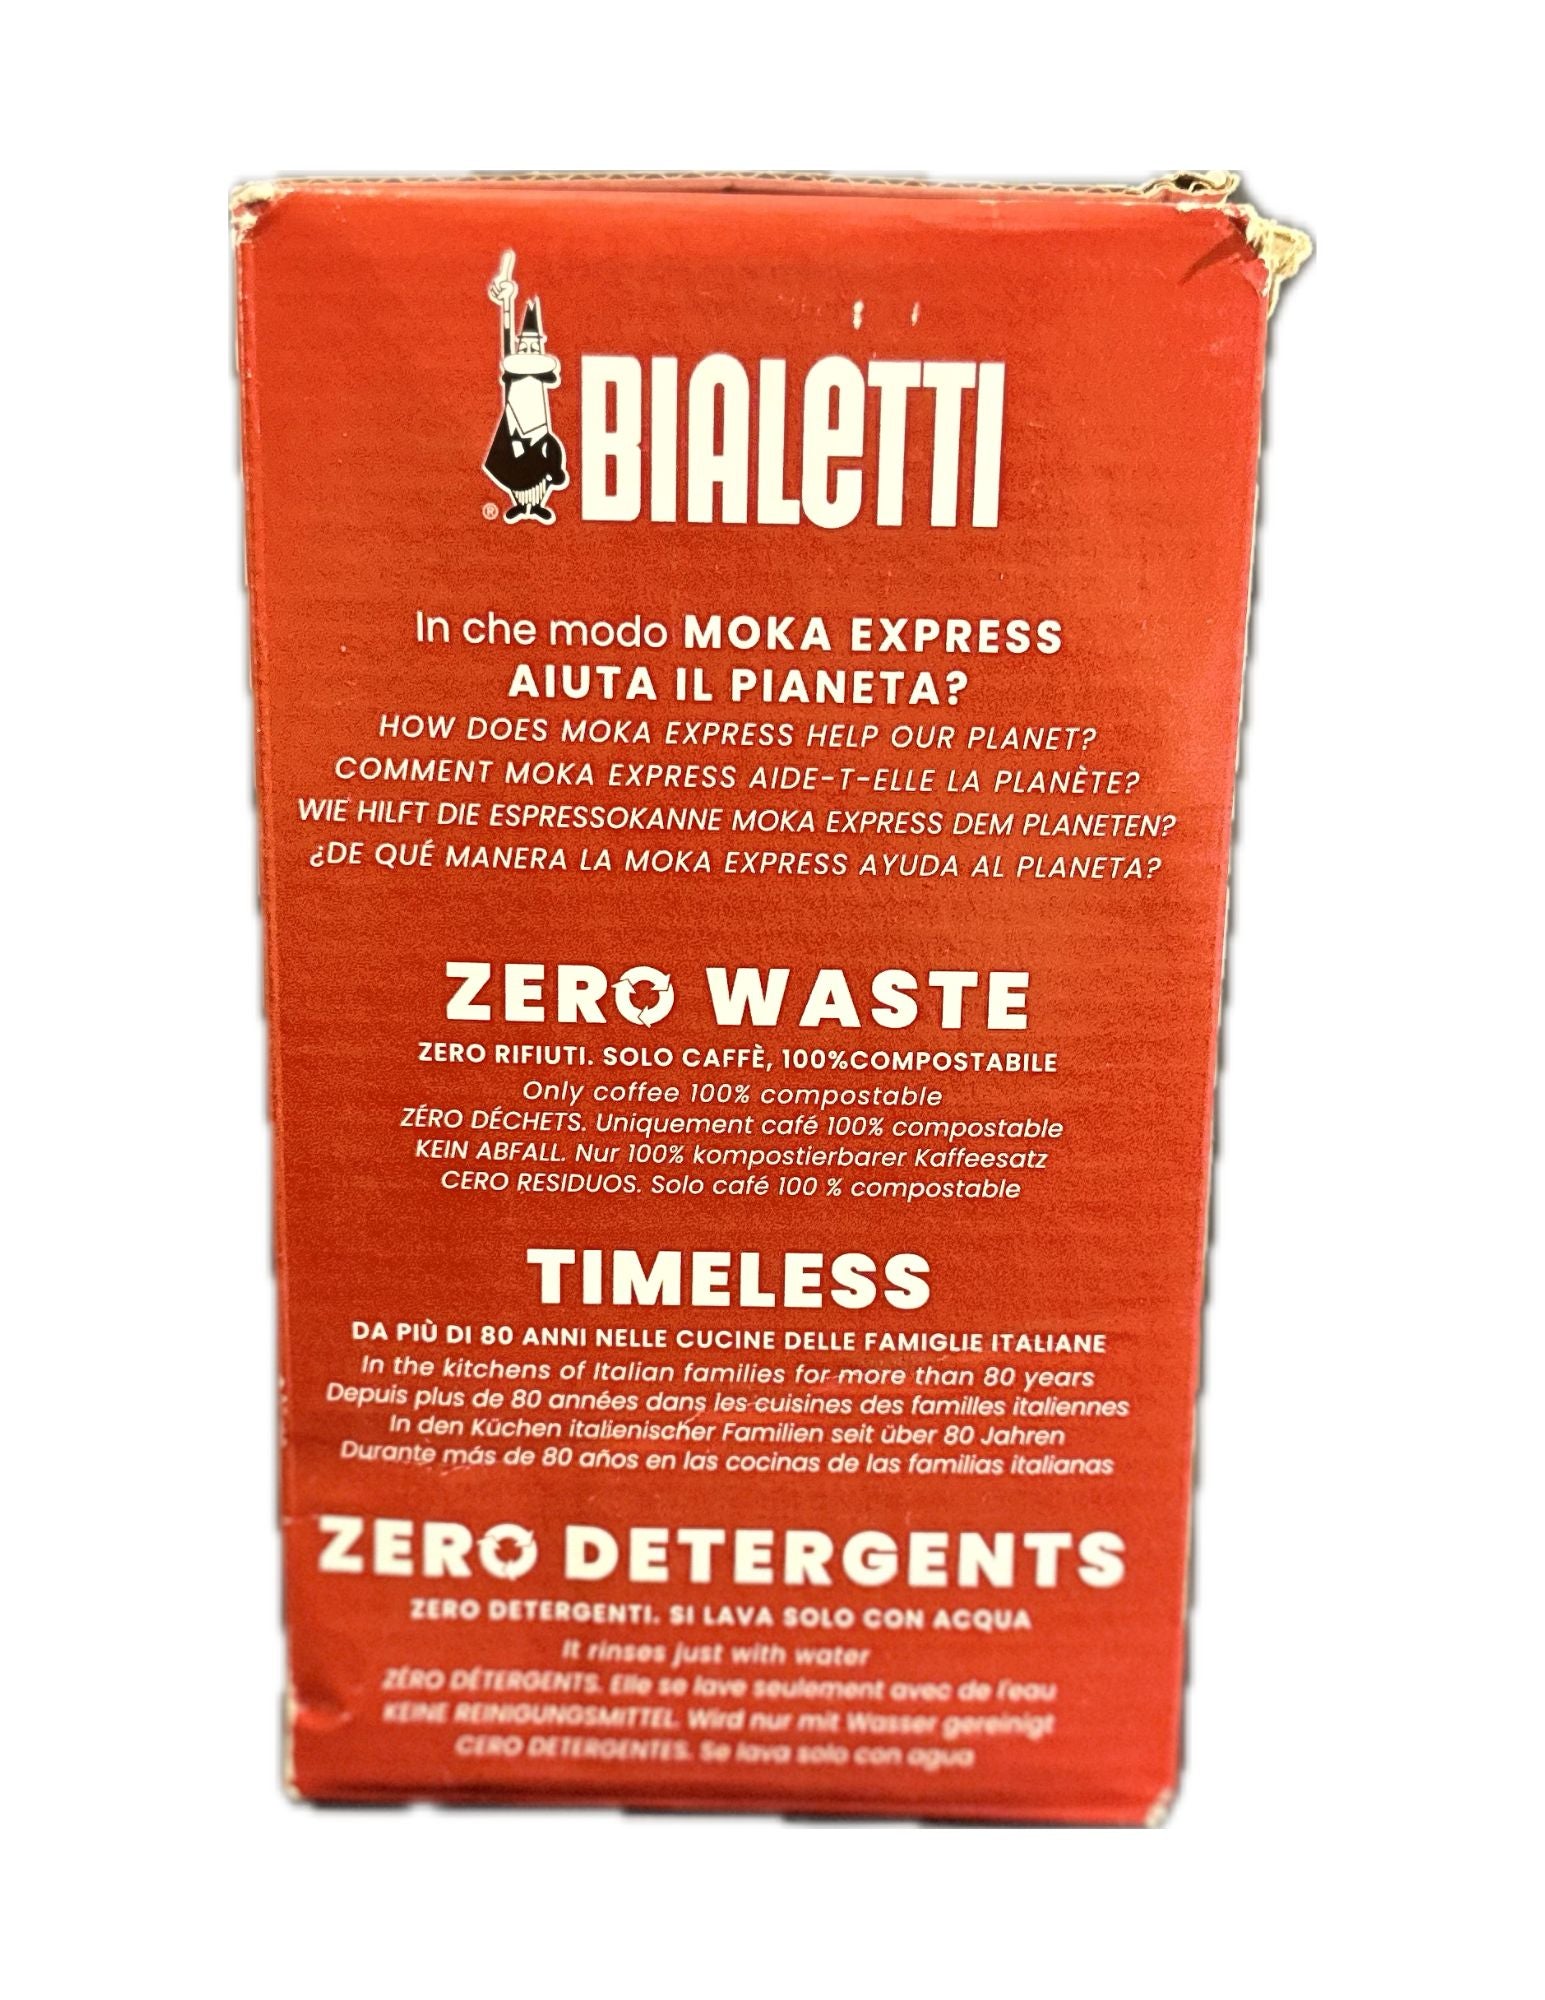 BIALETTI
®
In che modo MOKA EXPRESS
AIUTA IL PIANETA?
HOW DOES MOKA EXPRESS HELP OUR PLANET?
COMMENT MOKA EXPRESS AIDE-T-ELLE LA PLANÈTE?
WIE HILFT DIE ESPRESSOKANNE MOKA EXPRESS DEM PLANETEN?
¿DE QUÉ MANERA LA MOKA EXPRESS AYUDA AL PLANETA?
ZERO WASTE
ZERO RIFIUTI. SOLO CAFFÈ, 100%COMPOSTABILE
Only coffee 100% compostable
ZÉRO DÉCHETS. Uniquement café 100% compostable
KEIN ABFALL. Nur 100% kompostierbarer Kaffeesatz
CERO RESIDUOS. Solo café 100 % compostable
TIMELESS
DA PIÙ DI 80 ANNI NELLE CUCINE DELLE FAMIGLIE ITALIANE
In the kitchens of Italian families for more than 80 years
Depuis plus de 80 années dans les cuisines des familles italiennes
In den Küchen italienischer Familien seit über 80 Jahren
Durante más de 80 años en las cocinas de las familias italianas
ZERO DETERGENTS
ZERO DETERGENTI. SI LAVA SOLO CON ACQUA
It rinses just with water
ZÉRO DÉTERGENTS. Elle se lave seulement avec de l'eau
KEINE REINIGUNGSMITTEL. Wird nur mit Wasser gereinigt
CERO DETERGENTES. Se lava solo con agua